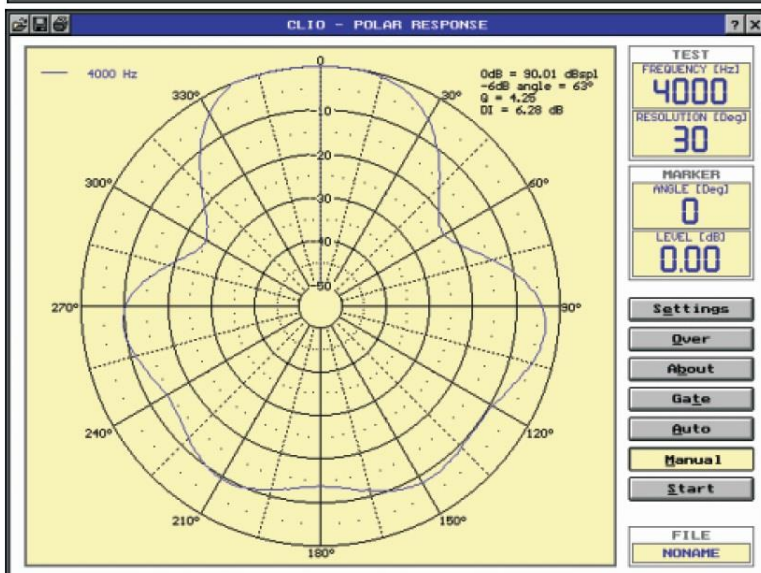 CLIO - POLAR RESPONSE
? X
4000 Hz
0dB = 90.01 dBspl
-6dB angle = 63°
Q = 4.25
DI = 6.28 dB
0
-10
-20
-30
-40
-50
30°
60°
90°
120°
150°
180°
210°
240°
270°
300°
330°
TEST
FREQUENCY [Hz]
4000
RESOLUTION [Deg]
30
MARKER
ANGLE [Deg]
0
LEVEL [dB]
0.00
Settings
Over
About
Gate
Auto
Manual
Start
FILE
NONAME